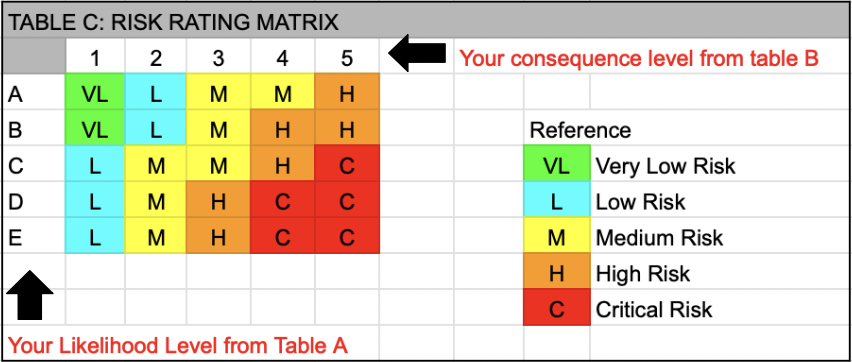 TABLE C: RISK RATING MATRIX
1 2 3 4 5 Your consequence level from table B
A VL L M M H
B VL L M H H Reference
C L M M H C VL Very Low Risk
D L M H C C L Low Risk
E L M H C C M Medium Risk
H High Risk
C Critical Risk
Your Likelihood Level from Table A